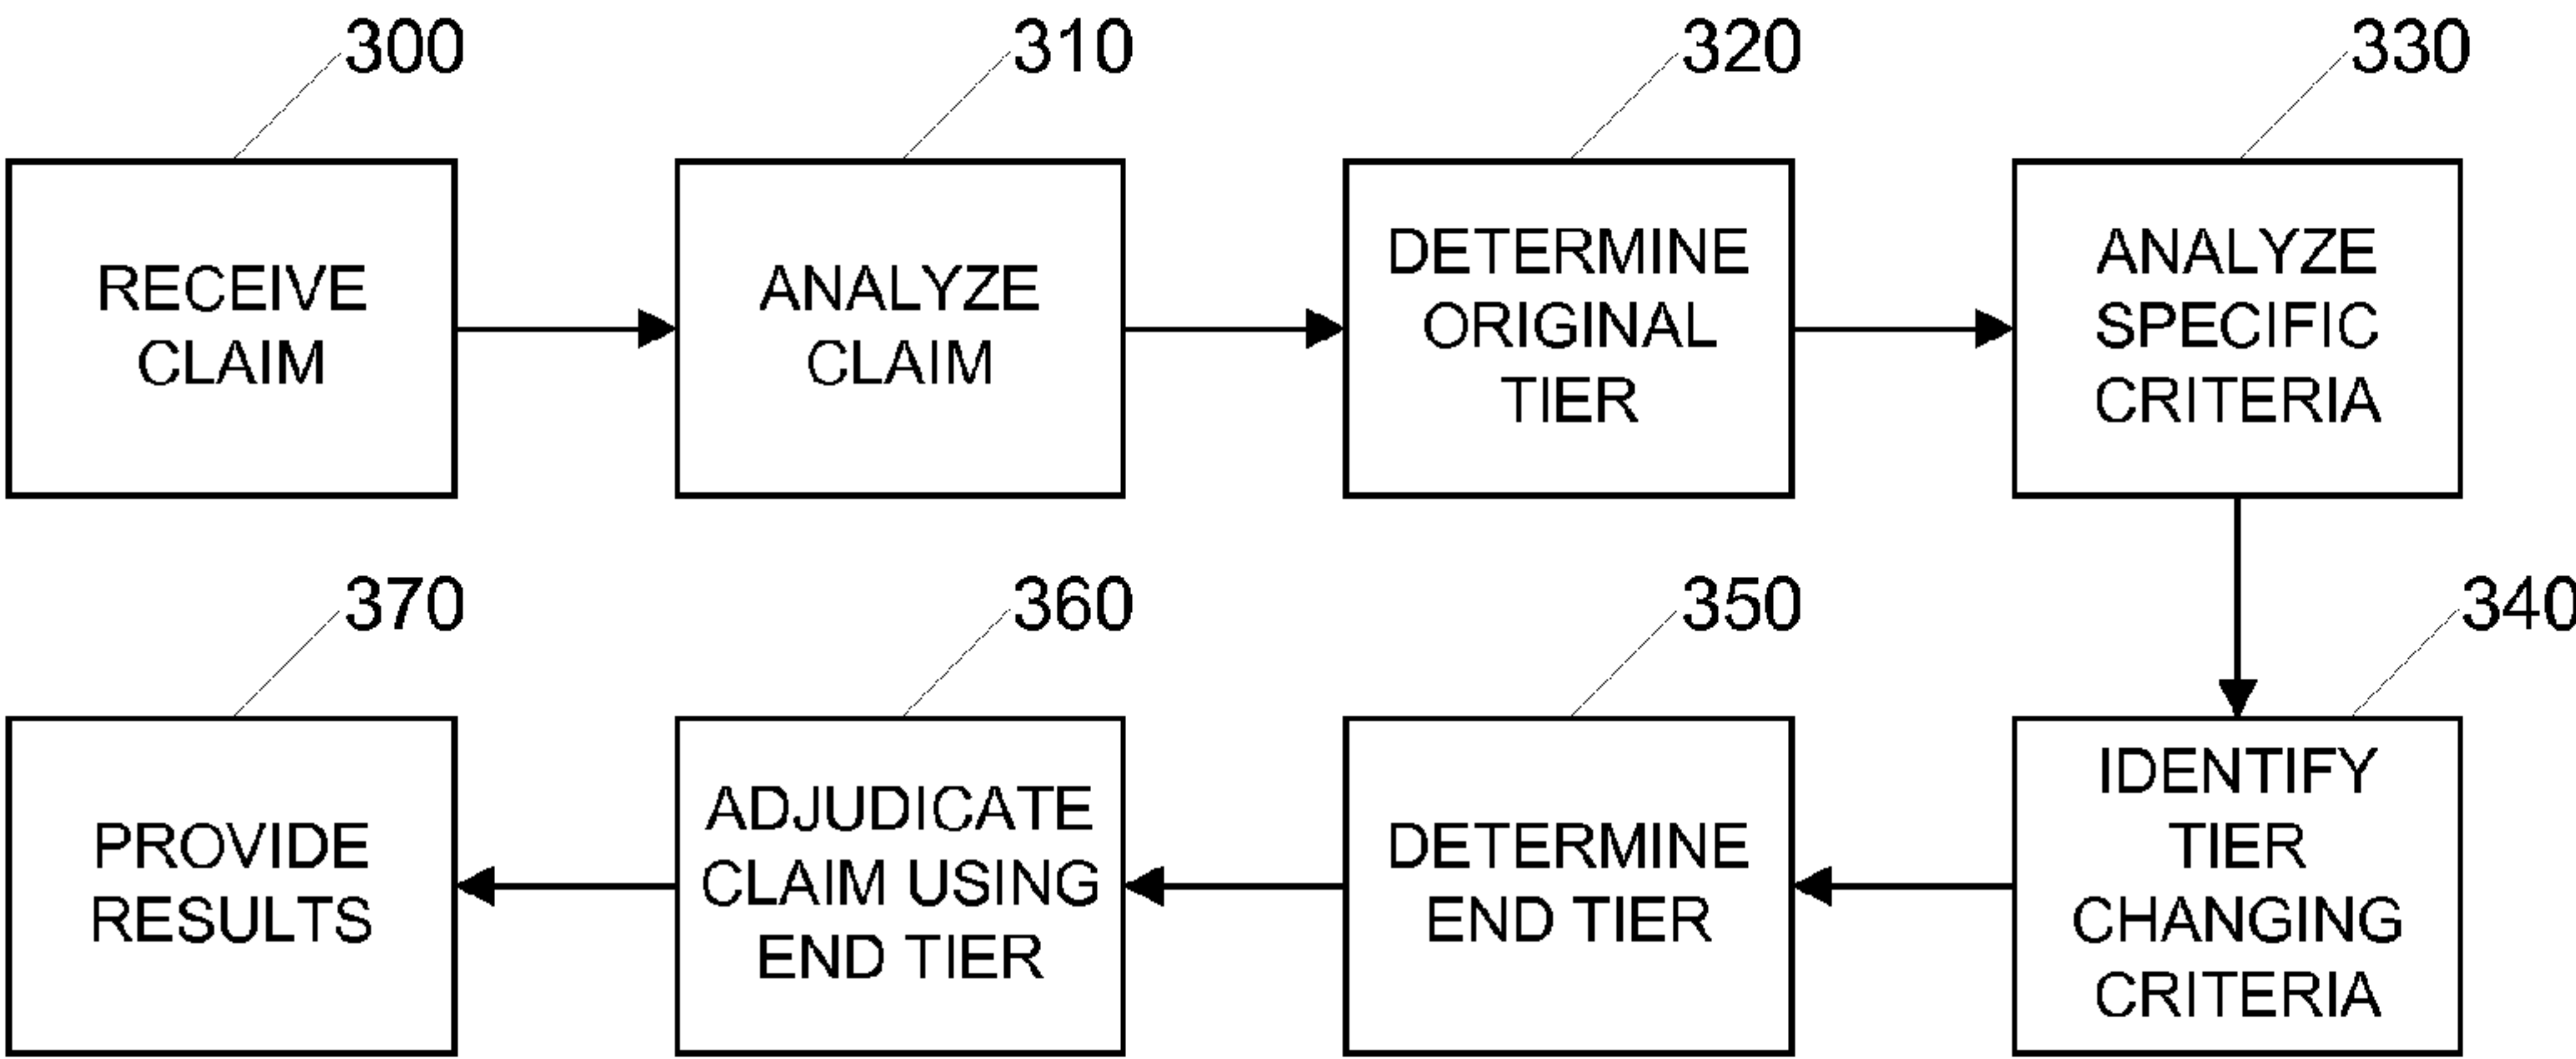 300
RECEIVE
CLAIM
310
ANALYZE
CLAIM
320
DETERMINE
ORIGINAL
TIER
330
ANALYZE
SPECIFIC
CRITERIA
340
IDENTIFY
TIER
CHANGING
CRITERIA
350
DETERMINE
END TIER
360
ADJUDICATE
CLAIM USING
END TIER
370
PROVIDE
RESULTS